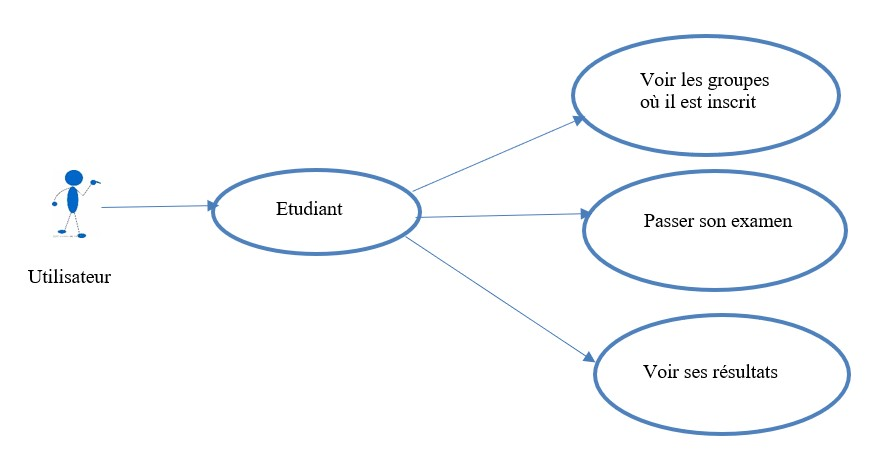 Voir les groupes
où il est inscrit
Etudiant
Passer son examen
Utilisateur
Voir ses résultats